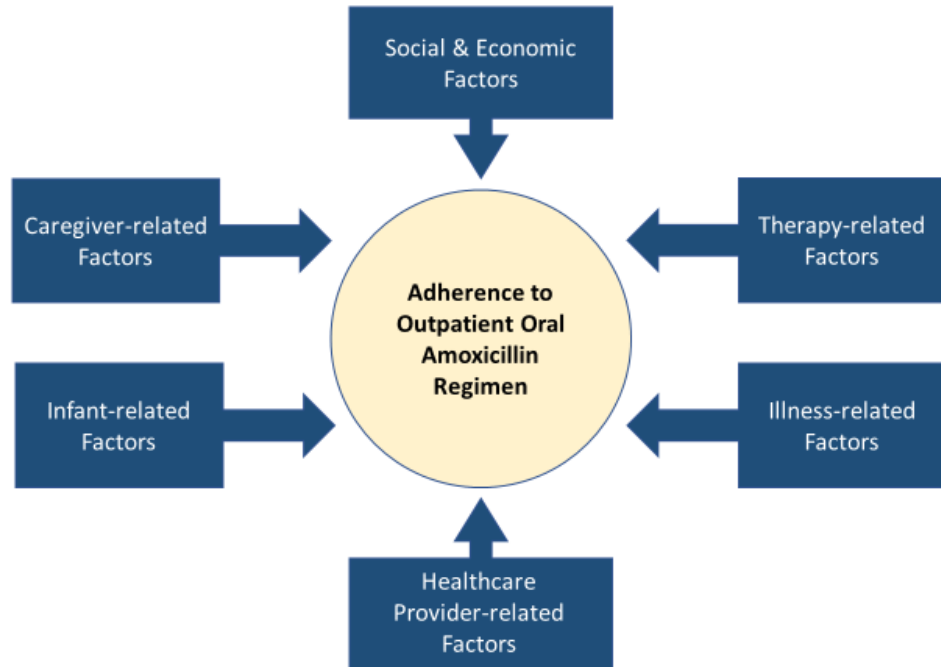 Social & Economic
Factors
Caregiver-related
Factors
Therapy-related
Factors
Adherence to
Outpatient Oral
Amoxicillin
Regimen
Infant-related
Factors
Illness-related
Factors
Healthcare
Provider-related
Factors